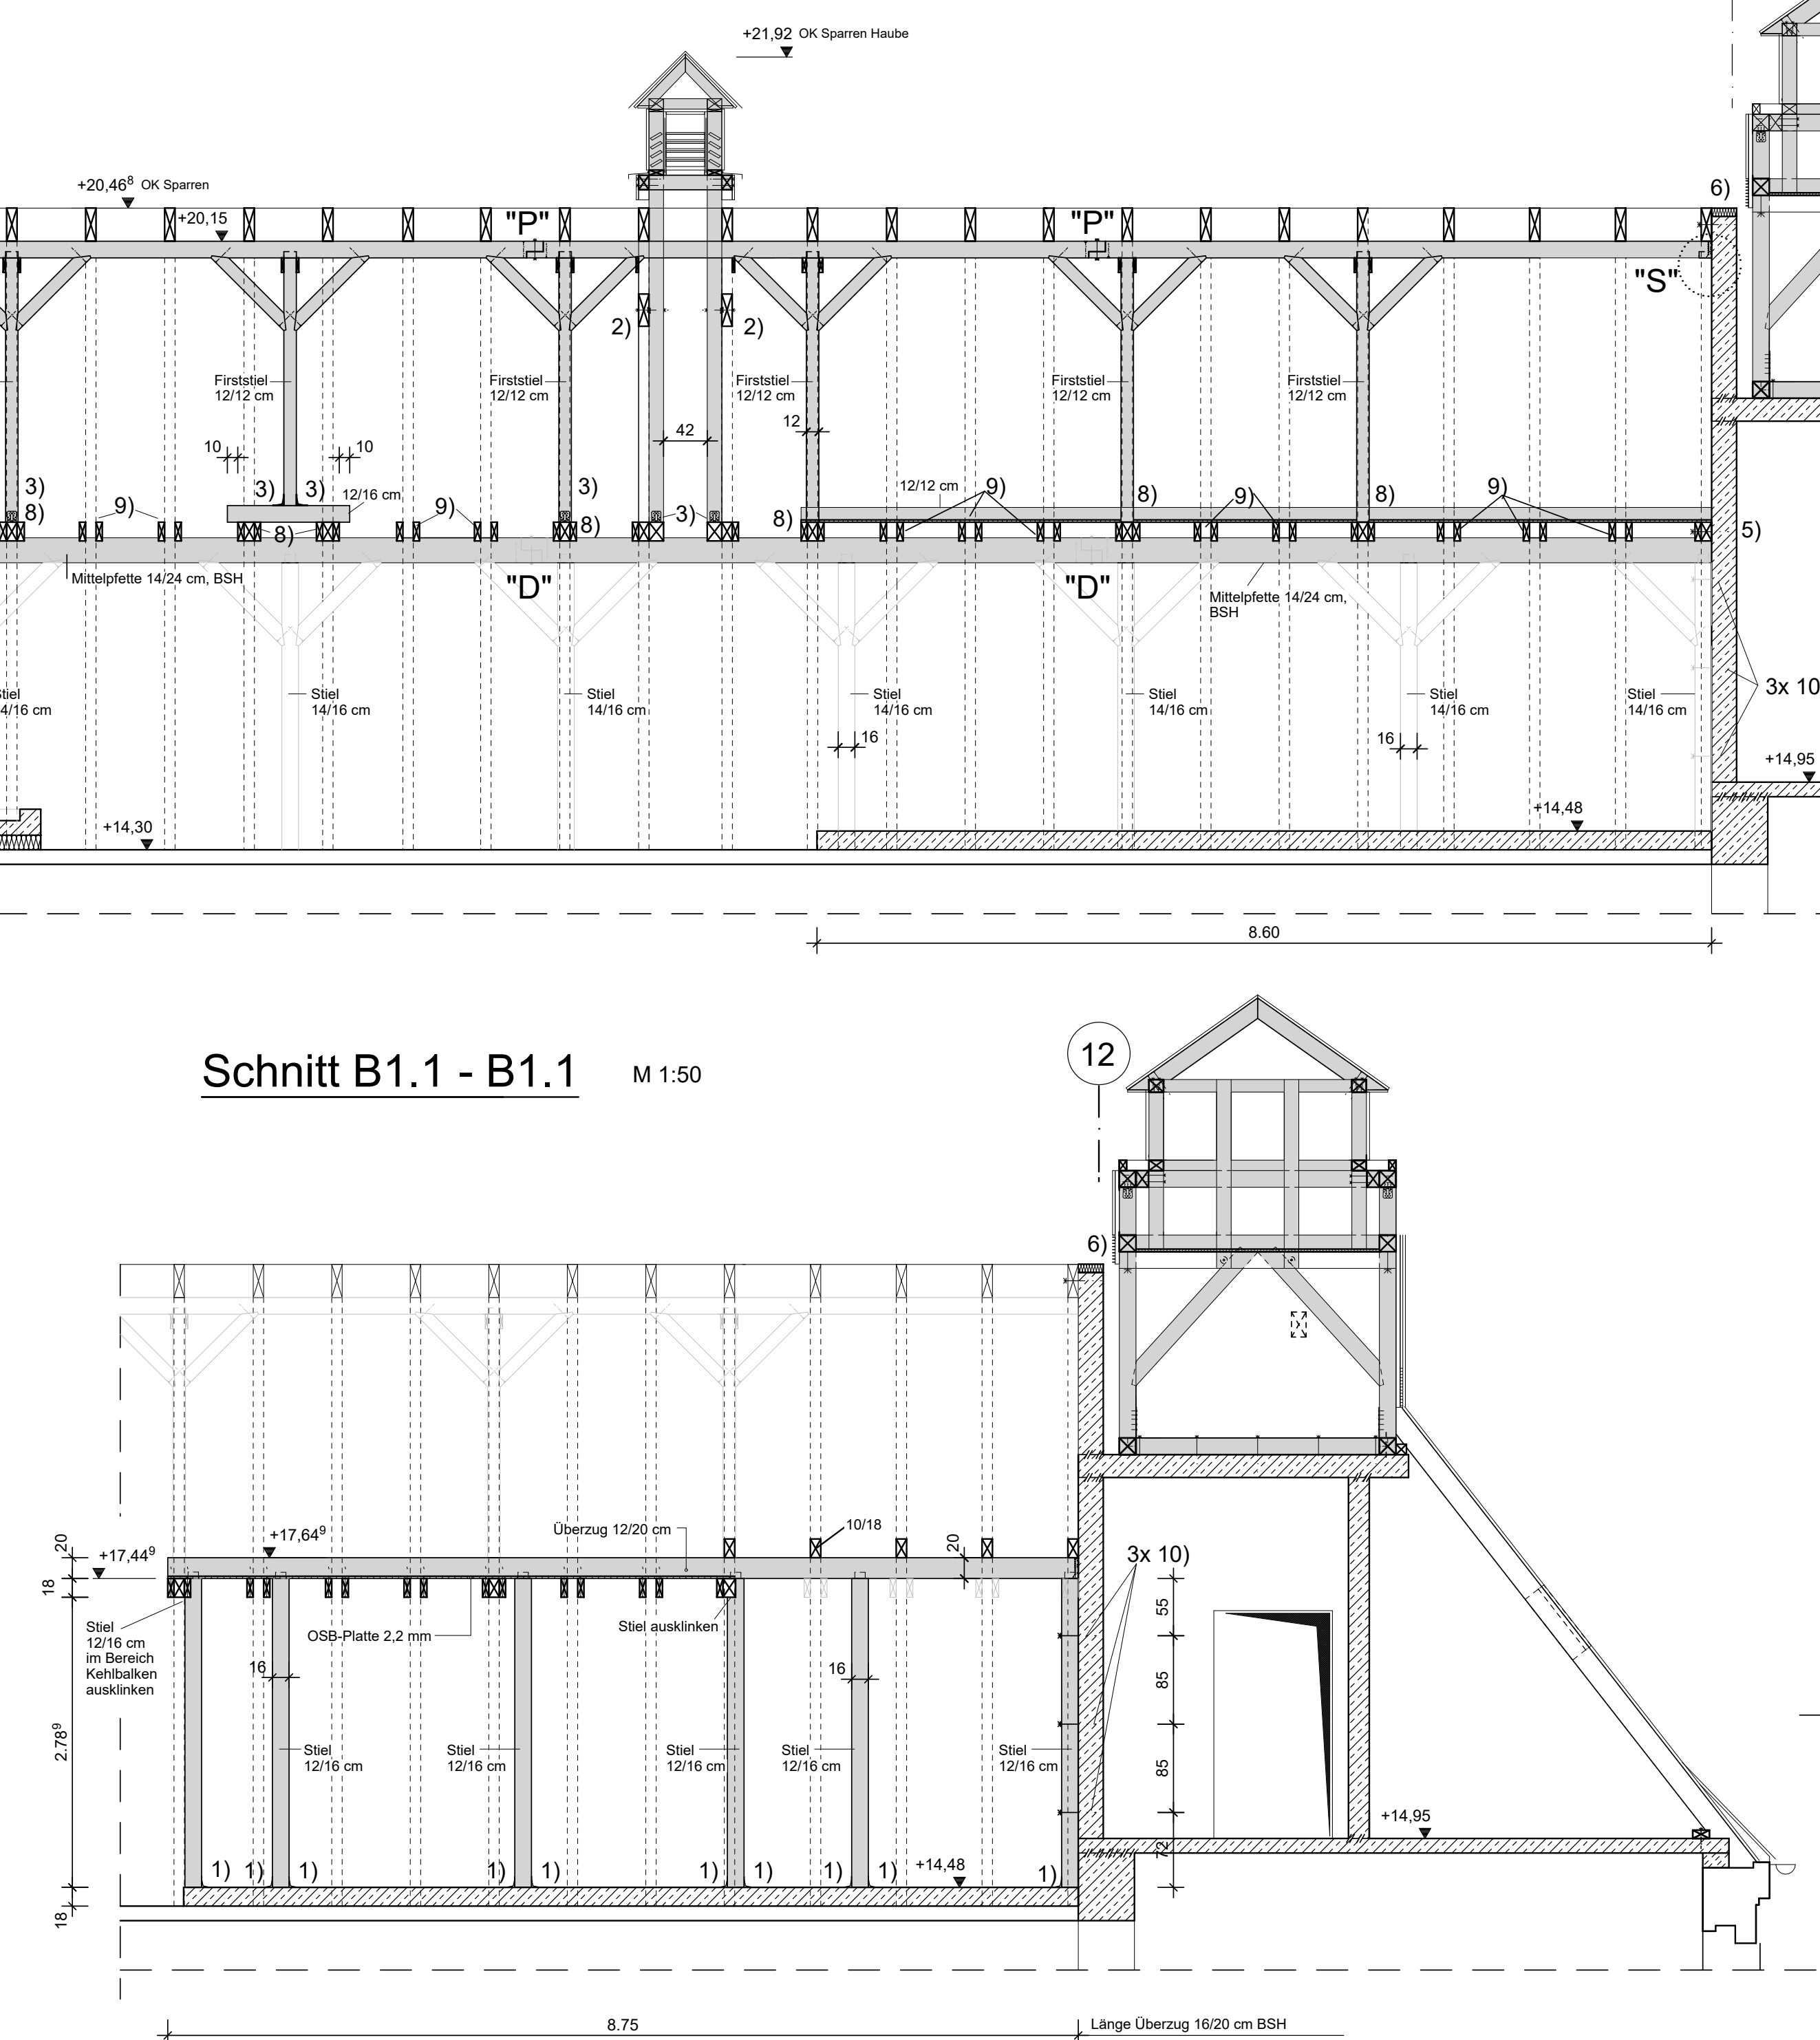 +21,92 OK Sparren Haube
6)
+20,46⁸ OK Sparren
+20,15
"P"
"P"
"S"
2)
2)
Firststiel
12/12 cm
Firststiel
12/12 cm
Firststiel
12/12 cm
Firststiel
12/12 cm
Firststiel
12/12 cm
12
42
10
10
3)
8)
9)
3)
3)
12/16 cm
8)
9)
3)
8)
3)
8)
12/12 cm
9)
8)
9)
8)
9)
5)
Mittelpfette 14/24 cm, BSH
"D"
"D"
Mittelpfette 14/24 cm,
BSH
tiel
4/16 cm
Stiel
14/16 cm
Stiel
14/16 cm
Stiel
14/16 cm
Stiel
14/16 cm
Stiel
14/16 cm
Stiel
14/16 cm
3x 10
16
16
+14,95
+14,30
+14,48
8.60
Schnitt B1.1 - B1.1 M 1:50
12
6)
20
+17,44⁹
+17,64⁹
Überzug 12/20 cm
10/18
20
3x 10)
18
Stiel
12/16 cm
im Bereich
Kehlbalken
ausklinken
OSB-Platte 2,2 mm
Stiel ausklinken
55
16
16
85
2.78⁹
Stiel
12/16 cm
Stiel
12/16 cm
Stiel
12/16 cm
Stiel
12/16 cm
Stiel
12/16 cm
85
+14,95
72
1)
1)
1)
1)
1)
1)
1)
1)
1)
+14,48
1)
18
8.75
Länge Überzug 16/20 cm BSH